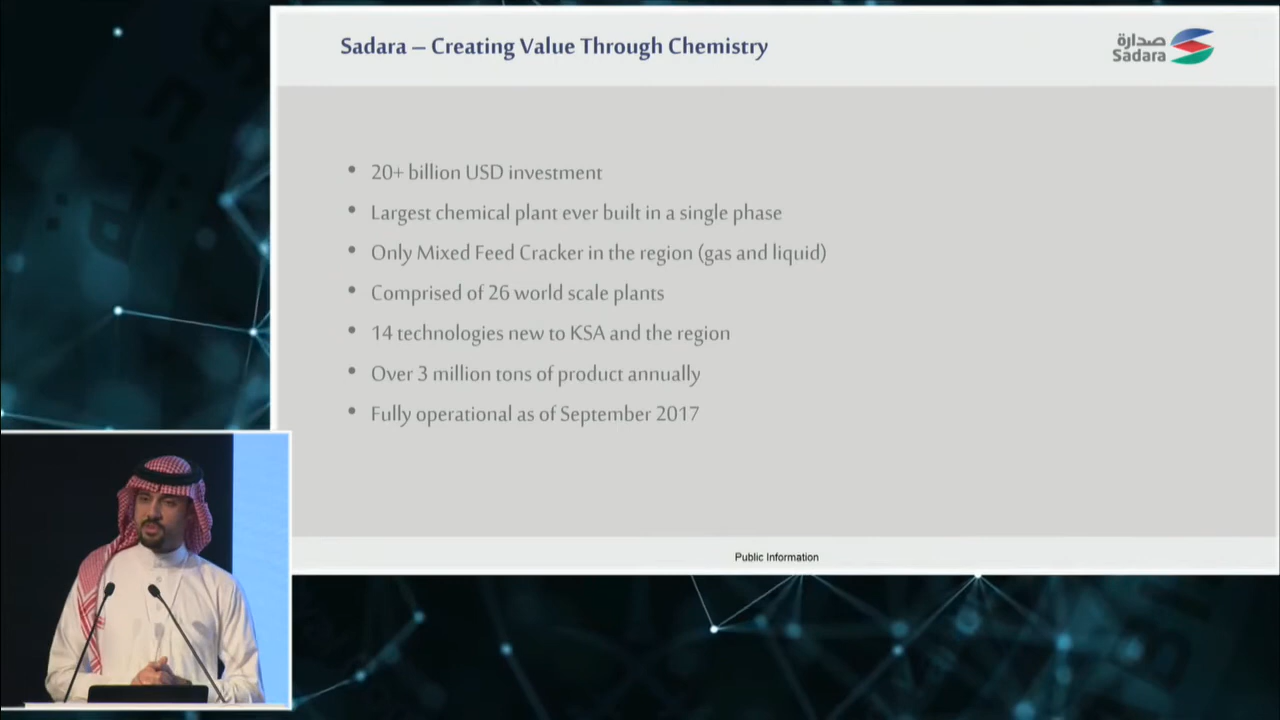 Sadara – Creating Value Through Chemistry
صدارة
Sadara
• 20+ billion USD investment
• Largest chemical plant ever built in a single phase
• Only Mixed Feed Cracker in the region (gas and liquid)
• Comprised of 26 world scale plants
• 14 technologies new to KSA and the region
• Over 3 million tons of product annually
• Fully operational as of September 2017
Public Information